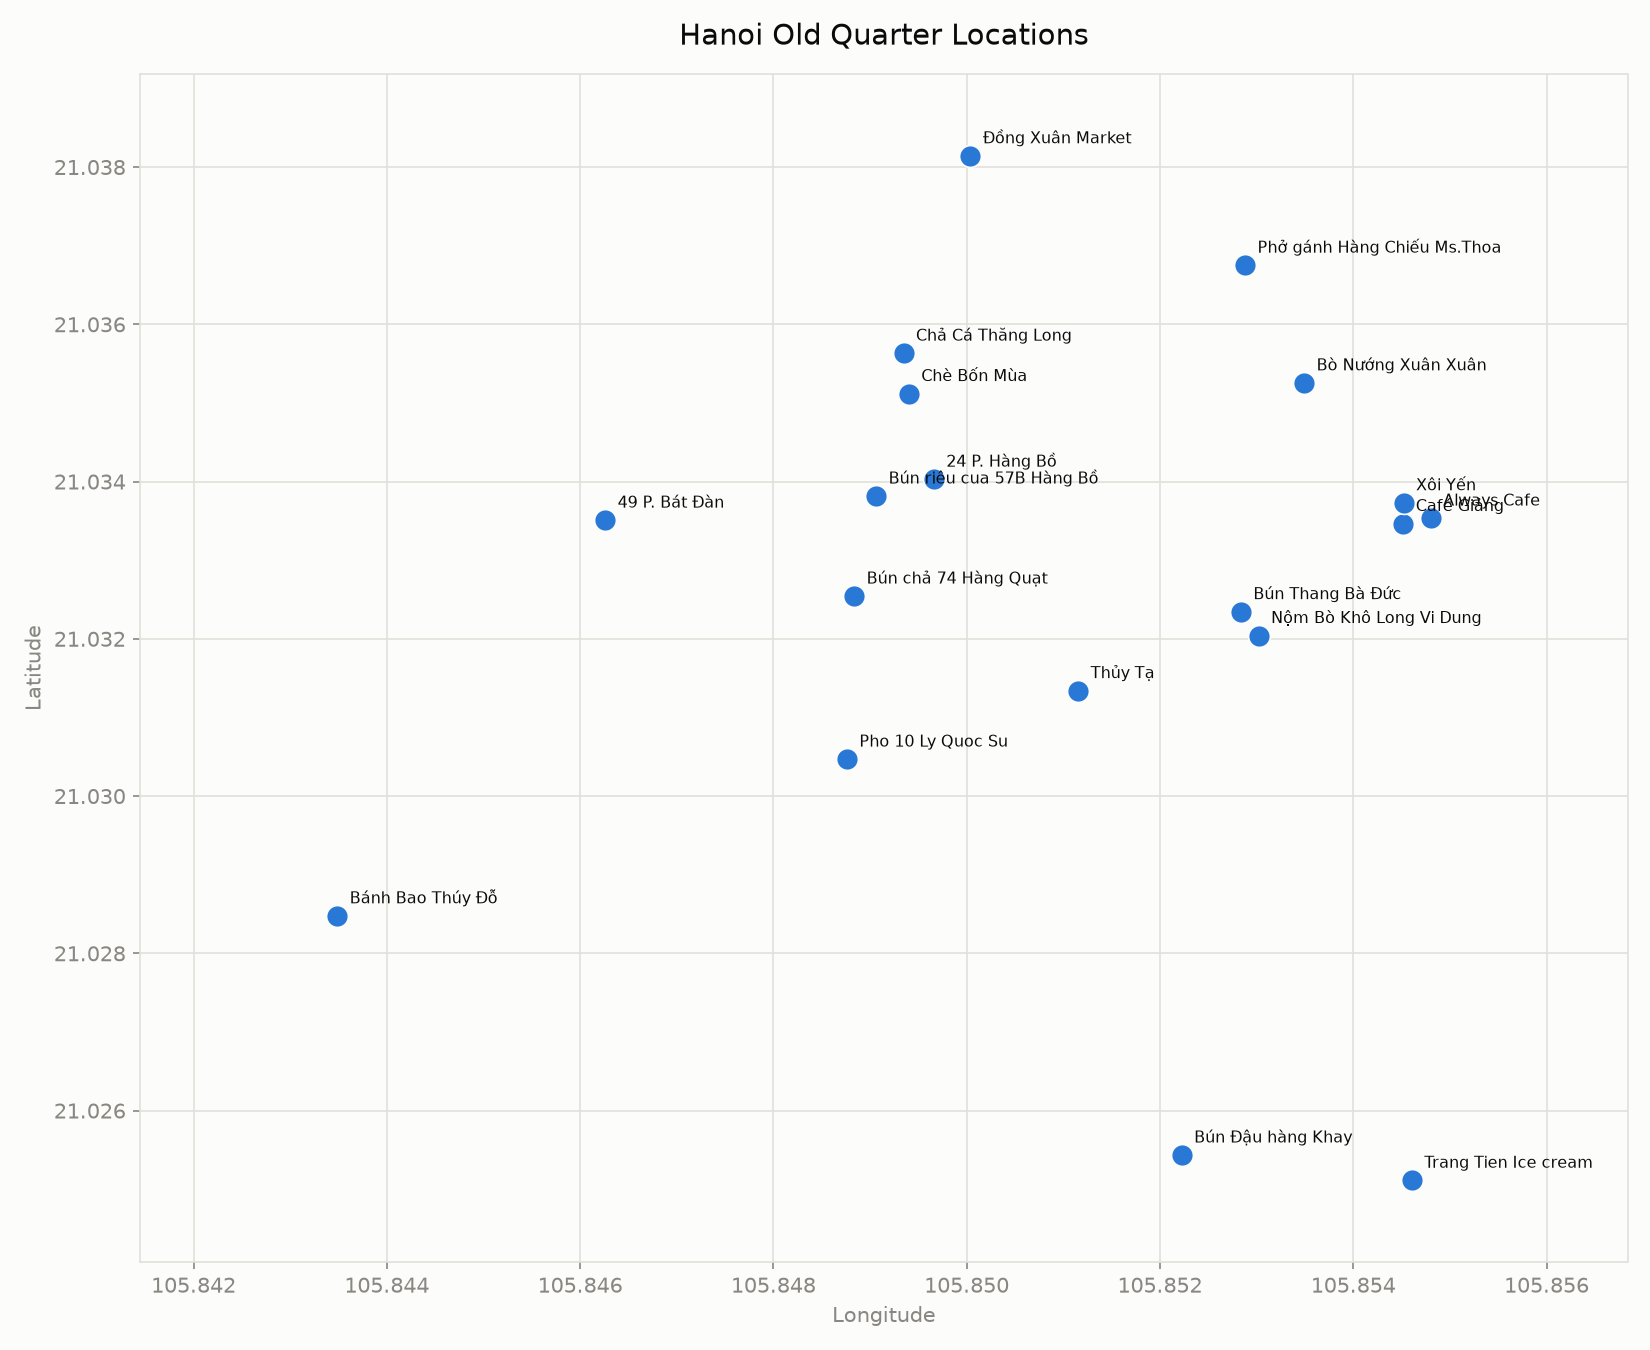 Hanoi Old Quarter Locations
Đồng Xuân Market
21.038
Phở gánh Hàng Chiếu Ms.Thoa
21.036
Chả Cá Thăng Long
Bò Nướng Xuân Xuân
Chè Bốn Mùa
24 P. Hàng Bồ
Bún riêu cua 57B Hàng Bồ
21.034
Xôi Yến
Always Cafe
Café Giảng
49 P. Bát Đàn
Bún chả 74 Hàng Quạt
Bún Thang Bà Đức
Nộm Bò Khô Long Vi Dung
21.032
Thủy Tạ
Pho 10 Ly Quoc Su
21.030
Bánh Bao Thúy Đỗ
21.028
21.026
Bún Đậu hàng Khay
Trang Tien Ice cream
Latitude
105.842
105.844
105.846
105.848
105.850
105.852
105.854
105.856
Longitude